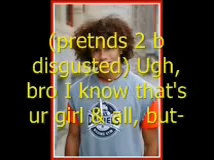 (pretnds 2 b
disgusted) Ugh,
bro I know that's
ur girl & all, but-